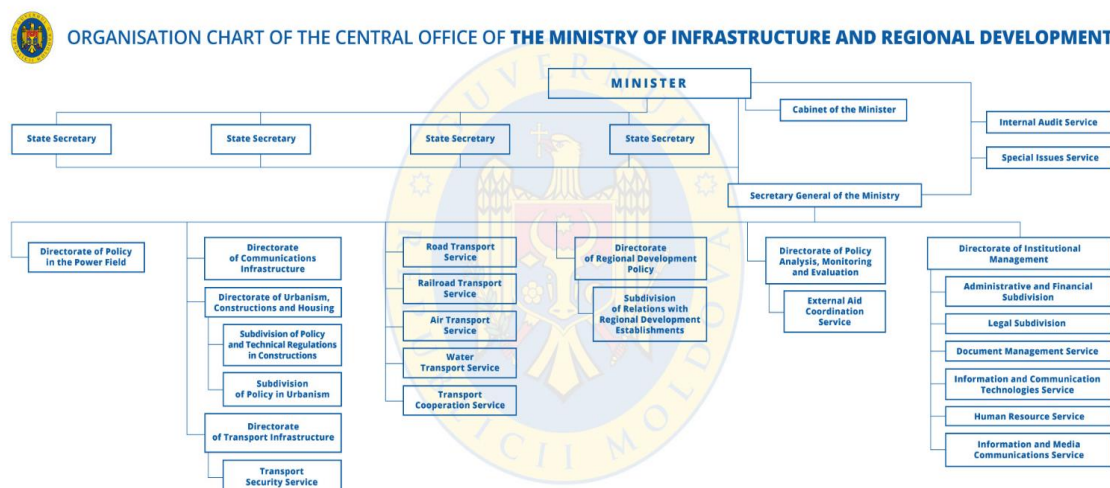 ORGANISATION CHART OF THE CENTRAL OFFICE OF THE MINISTRY OF INFRASTRUCTURE AND REGIONAL DEVELOPMENT
MINISTER
Cabinet of the Minister
Internal Audit Service
Special Issues Service
State Secretary
State Secretary
State Secretary
State Secretary
Secretary General of the Ministry
Directorate of Policy
in the Power Field
Directorate
of Communications
Infrastructure
Directorate of Urbanism,
Constructions and Housing
Subdivision of Policy
and Technical Regulations
in Constructions
Subdivision
of Policy in Urbanism
Directorate
of Transport Infrastructure
Transport
Security Service
Road Transport
Service
Railroad Transport
Service
Air Transport
Service
Water
Transport Service
Transport
Cooperation Service
Directorate
of Regional Development
Policy
Subdivision
of Relations with
Regional Development
Establishments
Directorate of Policy
Analysis, Monitoring
and Evaluation
External Aid
Coordination
Service
Directorate of Institutional
Management
Administrative and Financial
Subdivision
Legal Subdivision
Document Management Service
Information and Communication
Technologies Service
Human Resource Service
Information and Media
Communications Service
GUVERNUL
REPUBLICII MOLDOVA